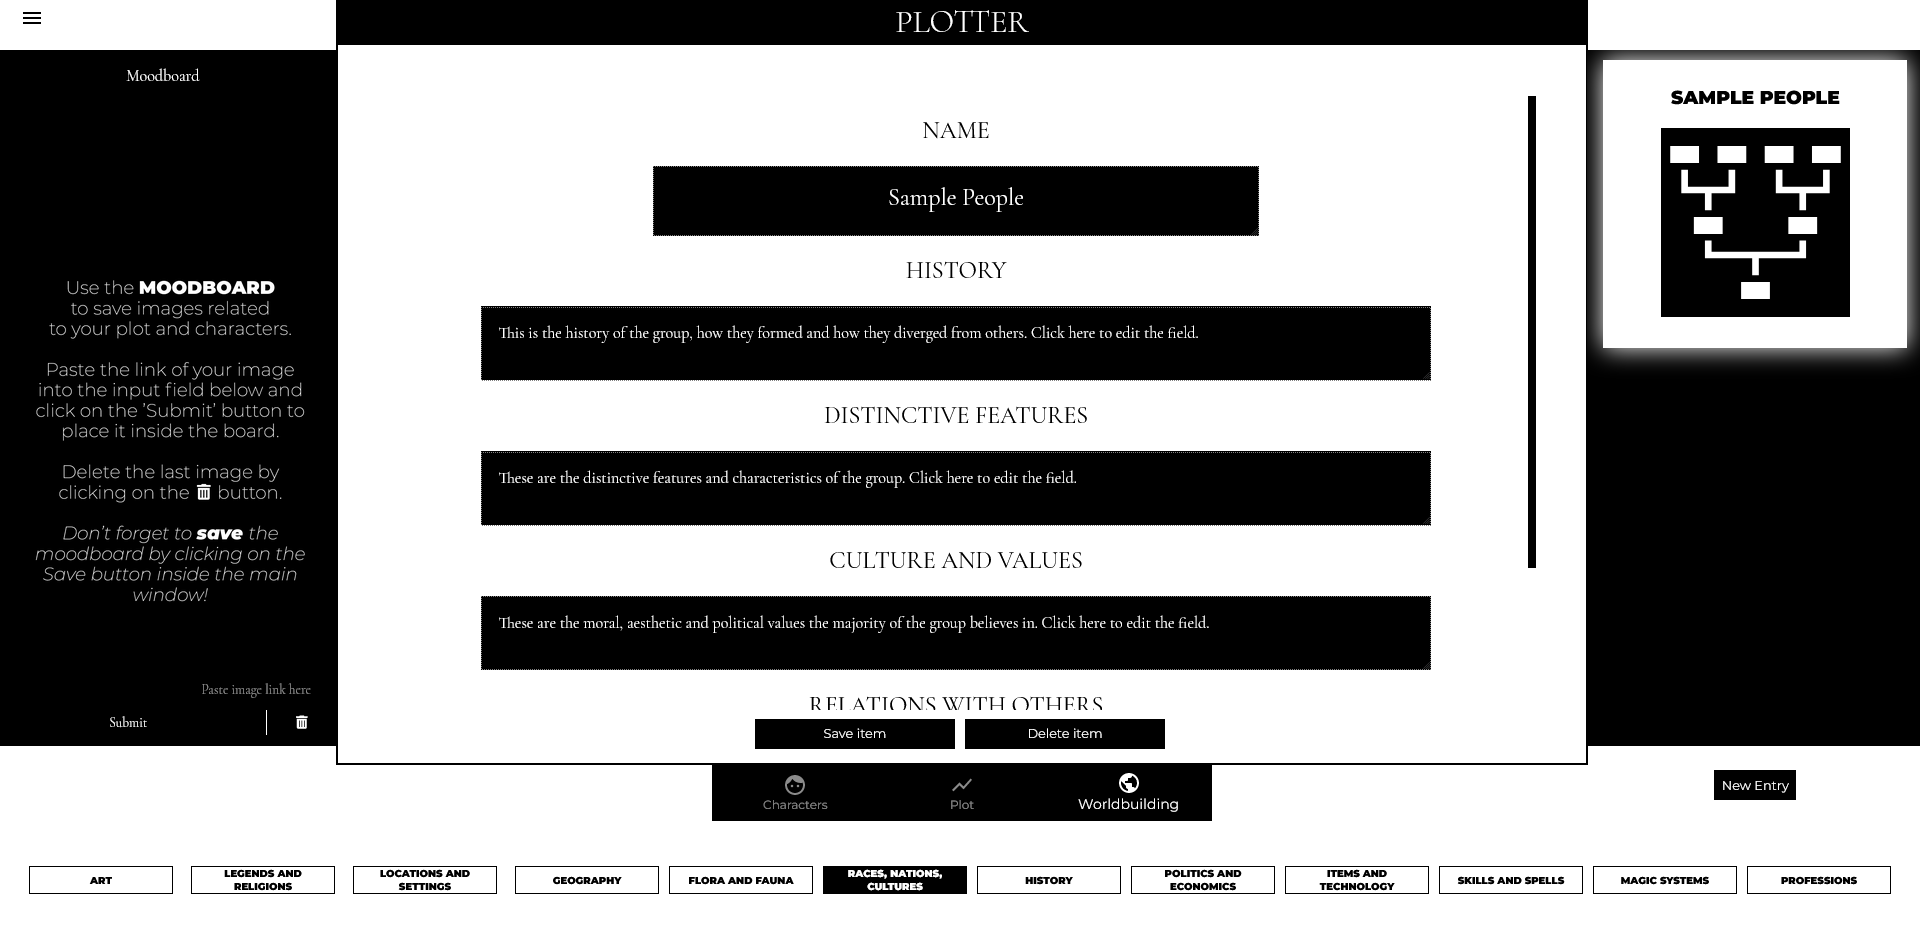 PLOTTER
Moodboard
Use the MOODBOARD
to save images related
to your plot and characters.
Paste the link of your image
into the input field below and
click on the 'Submit' button to
place it inside the board.
Delete the last image by
clicking on the button.
Don't forget to save the
moodboard by clicking on the
Save button inside the main
window!
Paste image link here
Submit
NAME
Sample People
HISTORY
This is the history of the group, how they formed and how they diverged from others. Click here to edit the field.
DISTINCTIVE FEATURES
These are the distinctive features and characteristics of the group. Click here to edit the field.
CULTURE AND VALUES
These are the moral, aesthetic and political values the majority of the group believes in. Click here to edit the field.
RELATIONS WITH OTHERS
Save item
Delete item
SAMPLE PEOPLE
Characters
Plot
Worldbuilding
New Entry
ART
LEGENDS AND
RELIGIONS
LOCATIONS AND
SETTINGS
GEOGRAPHY
FLORA AND FAUNA
RACES, NATIONS,
CULTURES
HISTORY
POLITICS AND
ECONOMICS
ITEMS AND
TECHNOLOGY
SKILLS AND SPELLS
MAGIC SYSTEMS
PROFESSIONS